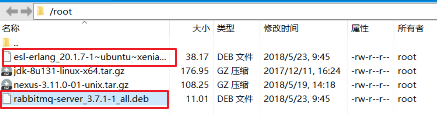 /root
名称 大小 类型 修改时间 属性 所有者
..
esl-erlang_20.1.7-1~ubuntu~xenia... 38.17 DEB 文件 2018/5/23, 9:45 -rw-r--r-- root
jdk-8u131-linux-x64.tar.gz 176.95 GZ 压缩 2017/12/11, 16:24 -rw-r--r-- root
nexus-3.11.0-01-unix.tar.gz 108.25 GZ 压缩 2018/5/19, 14:18 -rw-r--r-- root
rabbitmq-server_3.7.1-1_all.deb 11.01 DEB 文件 2018/5/23, 9:45 -rw-r--r-- root